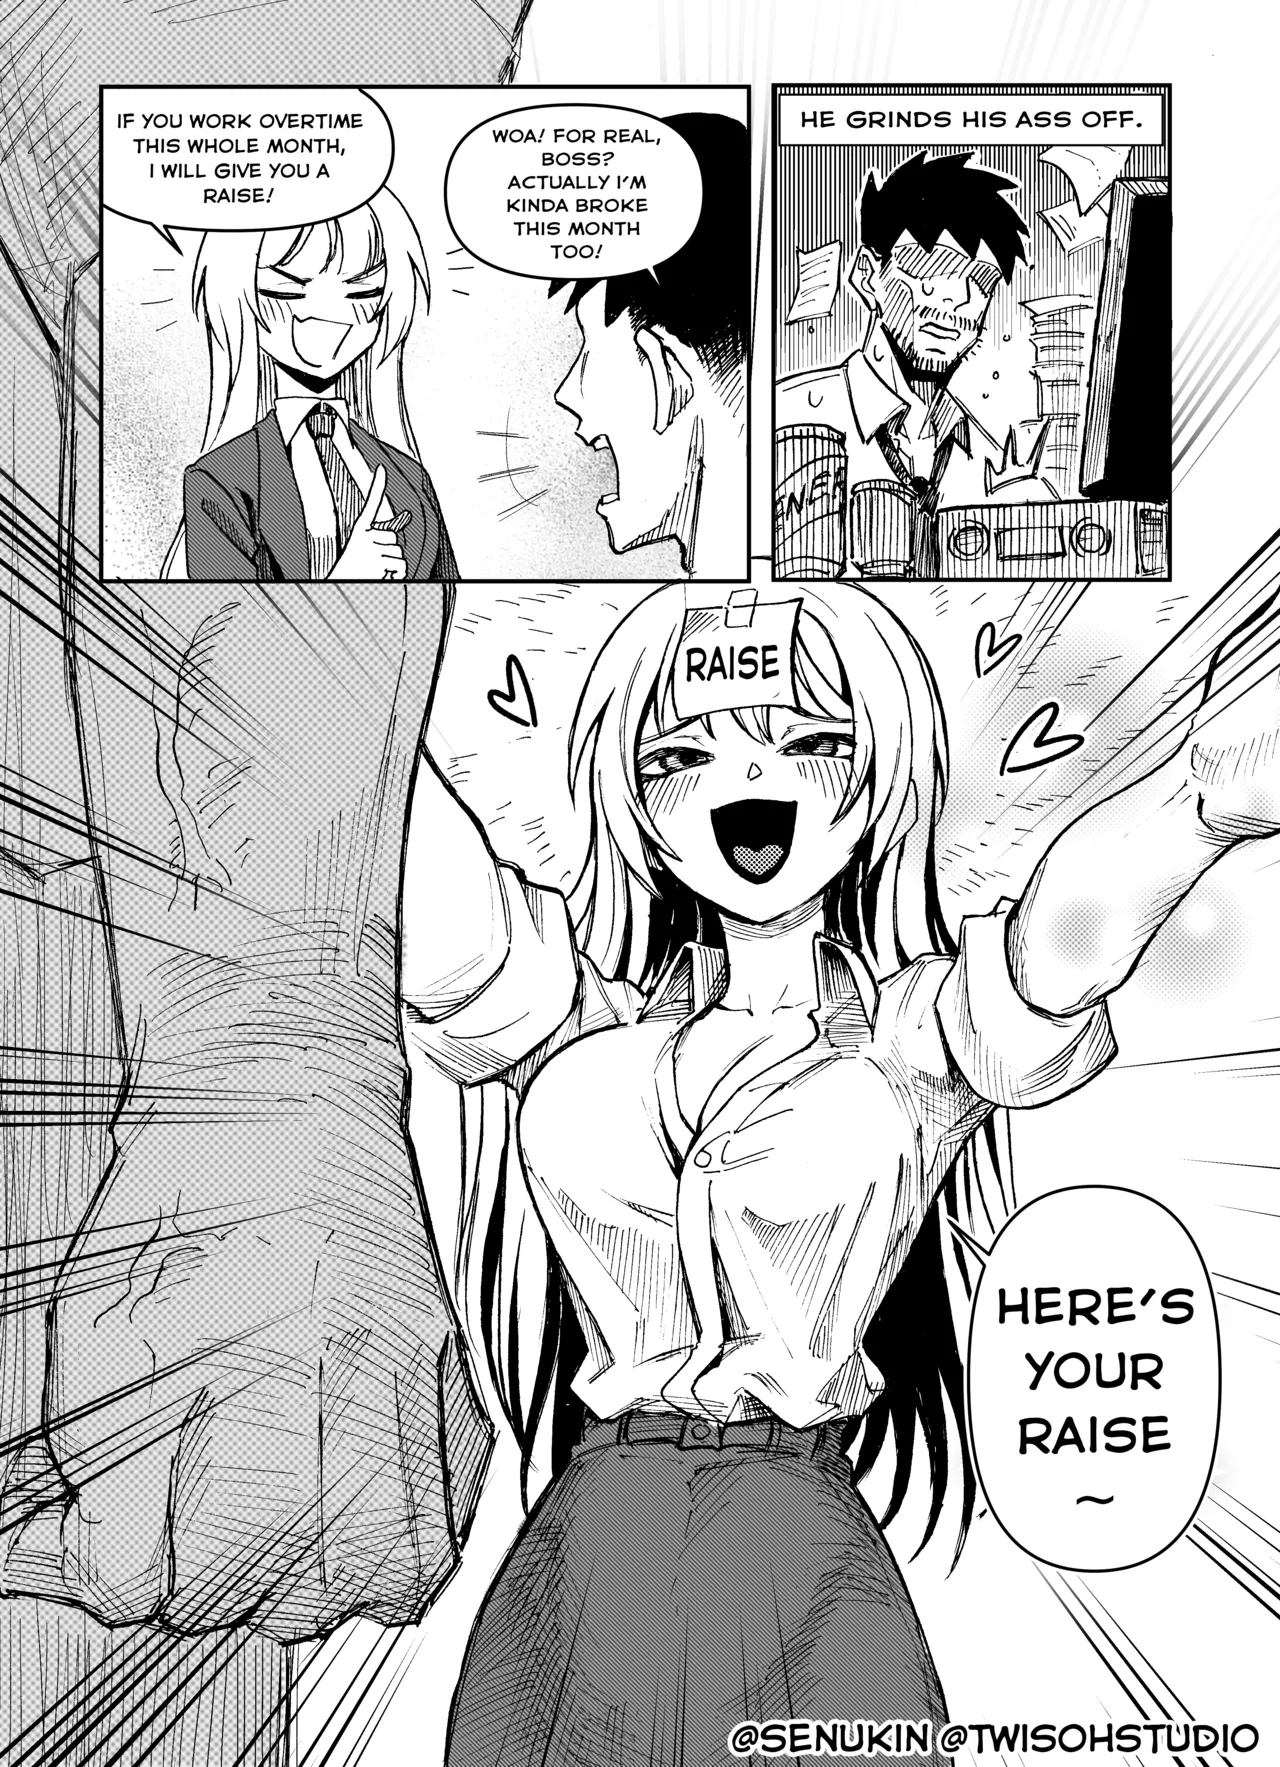 IF YOU WORK OVERTIME
THIS WHOLE MONTH,
I WILL GIVE YOU A
RAISE!
WOA! FOR REAL,
BOSS?
ACTUALLY I'M
KINDA BROKE
THIS MONTH
TOO!
HE GRINDS HIS ASS OFF.
RAISE
HERE'S
YOUR
RAISE
~
@SENUKIN @TWISOHSTUDIO